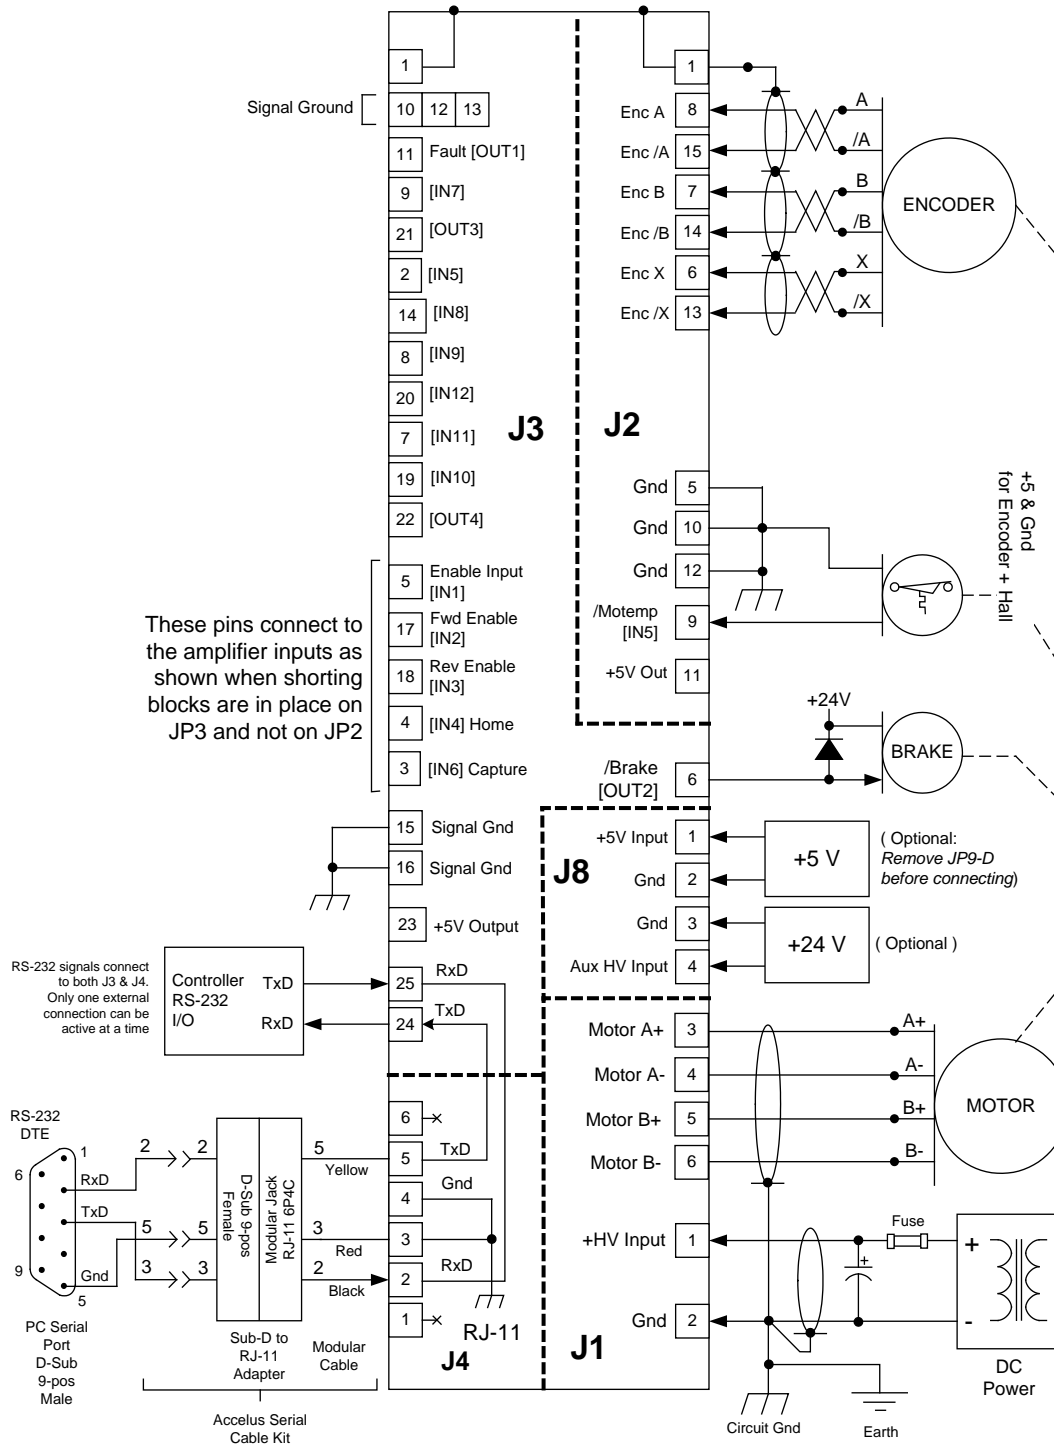 1
Signal Ground
10 12 13
11 Fault [OUT1]
9 [IN7]
21 [OUT3]
2 [IN5]
14 [IN8]
8 [IN9]
20 [IN12]
7 [IN11]
19 [IN10]
22 [OUT4]
J3
These pins connect to
the amplifier inputs as
shown when shorting
blocks are in place on
JP3 and not on JP2
5 Enable Input
[IN1]
17 Fwd Enable
[IN2]
18 Rev Enable
[IN3]
4 [IN4] Home
3 [IN6] Capture
15 Signal Gnd
16 Signal Gnd
23 +5V Output
RS-232 signals connect
to both J3 & J4.
Only one external
connection can be
active at a time
Controller
RS-232
I/O
TxD
RxD
25 RxD
24 TxD
J2
1
Enc A 8 A
Enc /A 15 /A
Enc B 7 B
Enc /B 14 /B
Enc X 6 X
Enc /X 13 /X
ENCODER
Gnd 5
Gnd 10
Gnd 12
/Motemp
[IN5]
9
+5V Out 11
+5 & Gnd
for Encoder + Hall
+24V
BRAKE
/Brake
[OUT2]
6
J8
+5V Input 1
Gnd 2
+5 V
( Optional:
Remove JP9-D
before connecting)
Gnd 3
Aux HV Input 4
+24 V
( Optional )
Motor A+ 3 A+
Motor A- 4 A-
Motor B+ 5 B+
Motor B- 6 B-
MOTOR
+HV Input 1
Fuse
+
+
-
Gnd 2
J1
DC
Power
Circuit Gnd
Earth
RS-232
DTE
1
6
RxD
TxD
9
Gnd
5
PC Serial
Port
D-Sub
9-pos
Male
2 2
5 5
3 3
D-Sub 9-pos
Female
Modular Jack
RJ-11 6P4C
5
Yellow
3
Red
2
Black
6
5 TxD
4 Gnd
3
2 RxD
1
RJ-11
J4
Sub-D to
RJ-11
Adapter
Modular
Cable
Accelus Serial
Cable Kit